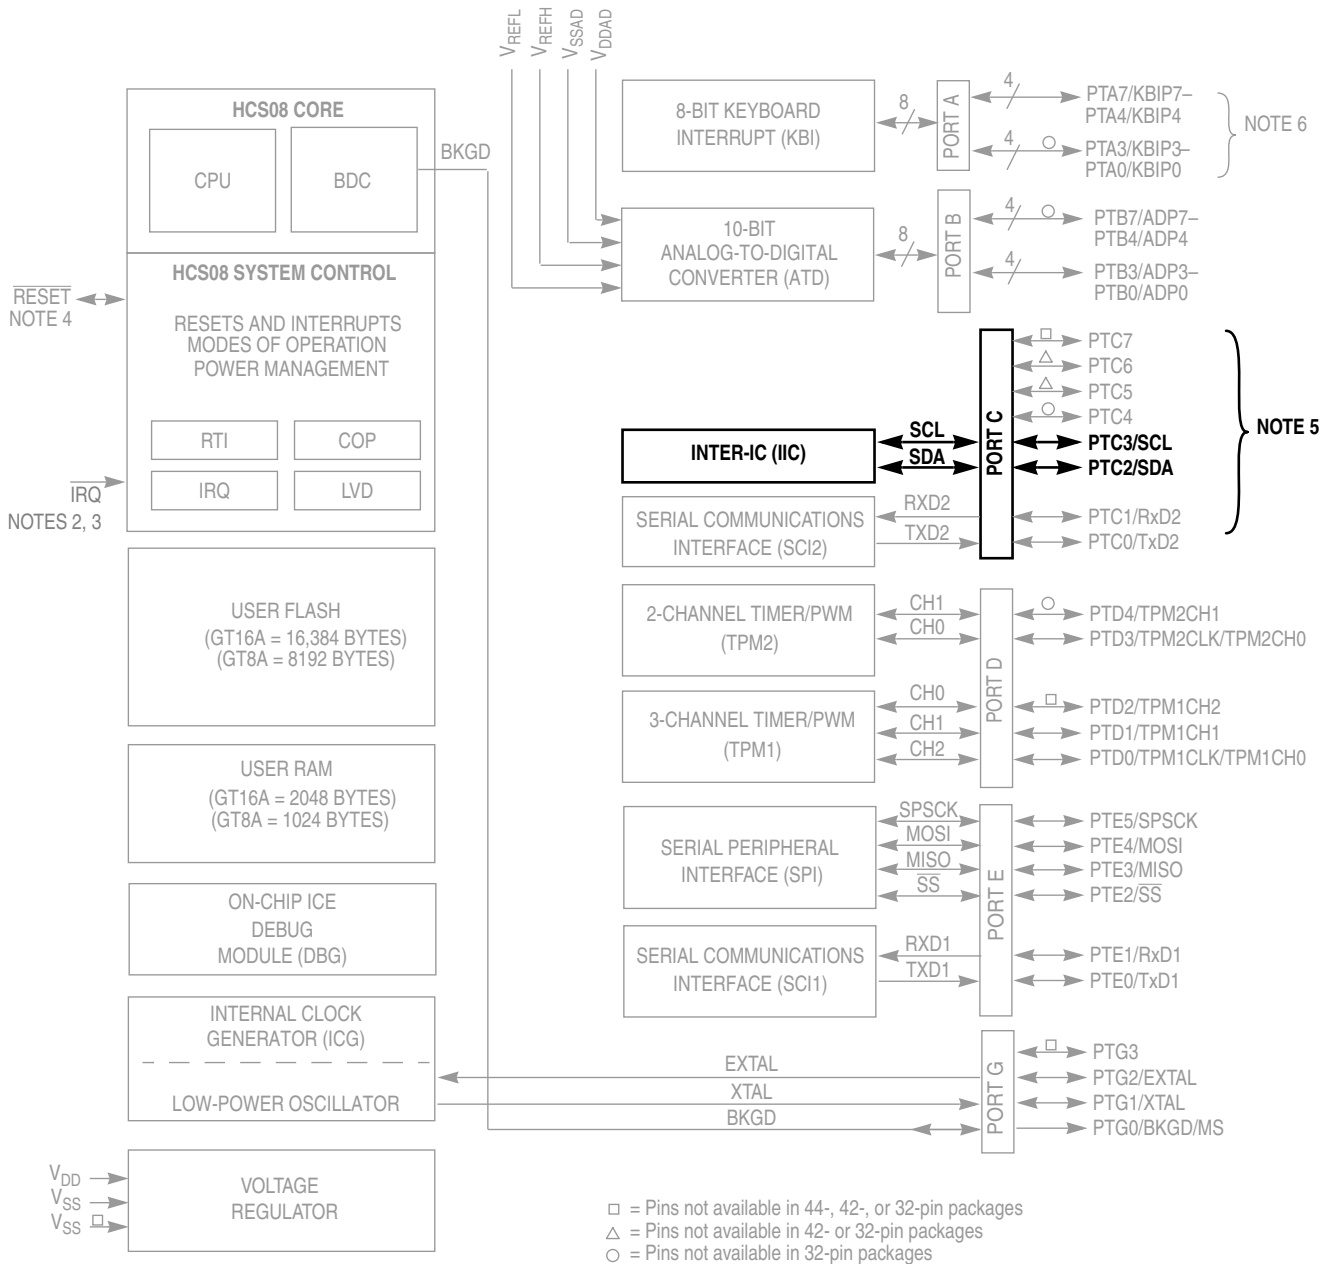 V_REFL
V_REFH
V_SSAD
V_DDAD
HCS08 CORE
CPU
BDC
BKGD
HCS08 SYSTEM CONTROL
RESETS AND INTERRUPTS
MODES OF OPERATION
POWER MANAGEMENT
RTI
COP
IRQ
LVD
RESET
NOTE 4
IRQ
NOTES 2, 3
USER FLASH
(GT16A = 16,384 BYTES)
(GT8A = 8192 BYTES)
USER RAM
(GT16A = 2048 BYTES)
(GT8A = 1024 BYTES)
ON-CHIP ICE
DEBUG
MODULE (DBG)
INTERNAL CLOCK
GENERATOR (ICG)
LOW-POWER OSCILLATOR
V_DD
V_SS
V_SS
VOLTAGE
REGULATOR
8-BIT KEYBOARD
INTERRUPT (KBI)
8
PORT A
4
PTA7/KBIP7–
PTA4/KBIP4
4
PTA3/KBIP3–
PTA0/KBIP0
NOTE 6
10-BIT
ANALOG-TO-DIGITAL
CONVERTER (ATD)
8
PORT B
4
PTB7/ADP7–
PTB4/ADP4
4
PTB3/ADP3–
PTB0/ADP0
INTER-IC (IIC)
SCL
SDA
PORT C
PTC7
PTC6
PTC5
PTC4
PTC3/SCL
PTC2/SDA
PTC1/RxD2
PTC0/TxD2
NOTE 5
SERIAL COMMUNICATIONS
INTERFACE (SCI2)
RXD2
TXD2
2-CHANNEL TIMER/PWM
(TPM2)
CH1
CH0
PORT D
PTD4/TPM2CH1
PTD3/TPM2CLK/TPM2CH0
3-CHANNEL TIMER/PWM
(TPM1)
CH0
CH1
CH2
PTD2/TPM1CH2
PTD1/TPM1CH1
PTD0/TPM1CLK/TPM1CH0
SERIAL PERIPHERAL
INTERFACE (SPI)
SPSCK
MOSI
MISO
SS
PORT E
PTE5/SPSCK
PTE4/MOSI
PTE3/MISO
PTE2/SS
SERIAL COMMUNICATIONS
INTERFACE (SCI1)
RXD1
TXD1
PTE1/RxD1
PTE0/TxD1
EXTAL
XTAL
BKGD
PORT G
PTG3
PTG2/EXTAL
PTG1/XTAL
PTG0/BKGD/MS
□ = Pins not available in 44-, 42-, or 32-pin packages
△ = Pins not available in 42- or 32-pin packages
○ = Pins not available in 32-pin packages